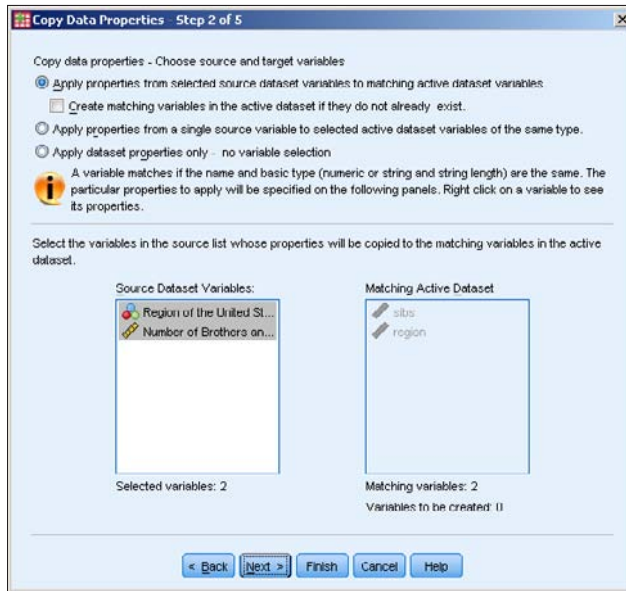 Copy Data Properties - Step 2 of 5
Copy data properties - Choose source and target variables
Apply properties from selected source dataset variables to matching active dataset variables
Create matching variables in the active dataset if they do not already exist.
Apply properties from a single source variable to selected active dataset variables of the same type.
Apply dataset properties only - no variable selection
A variable matches if the name and basic type (numeric or string and string length) are the same. The
particular properties to apply will be specified on the following panels. Right click on a variable to see
its properties.
Select the variables in the source list whose properties will be copied to the matching variables in the active
dataset.
Source Dataset Variables:
Region of the United St...
Number of Brothers an...
Selected variables: 2
Matching Active Dataset
sibs
region
Matching variables: 2
Variables to be created: 0
< Back
Next >
Finish
Cancel
Help